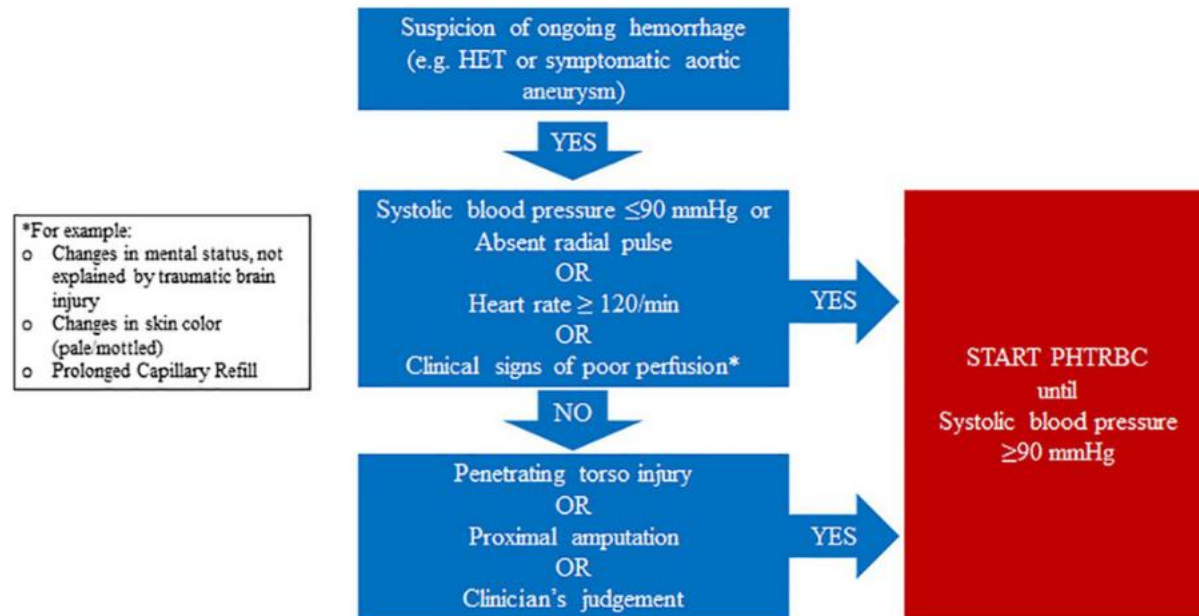 Suspicion of ongoing hemorrhage
(e.g. HET or symptomatic aortic
aneurysm)
YES
Systolic blood pressure ≤90 mmHg or
Absent radial pulse
OR
Heart rate ≥ 120/min
OR
Clinical signs of poor perfusion*
YES
*For example:
o Changes in mental status, not
explained by traumatic brain
injury
o Changes in skin color
(pale/mottled)
o Prolonged Capillary Refill
NO
Penetrating torso injury
OR
Proximal amputation
OR
Clinician's judgement
YES
START PHTRBC
until
Systolic blood pressure
≥90 mmHg